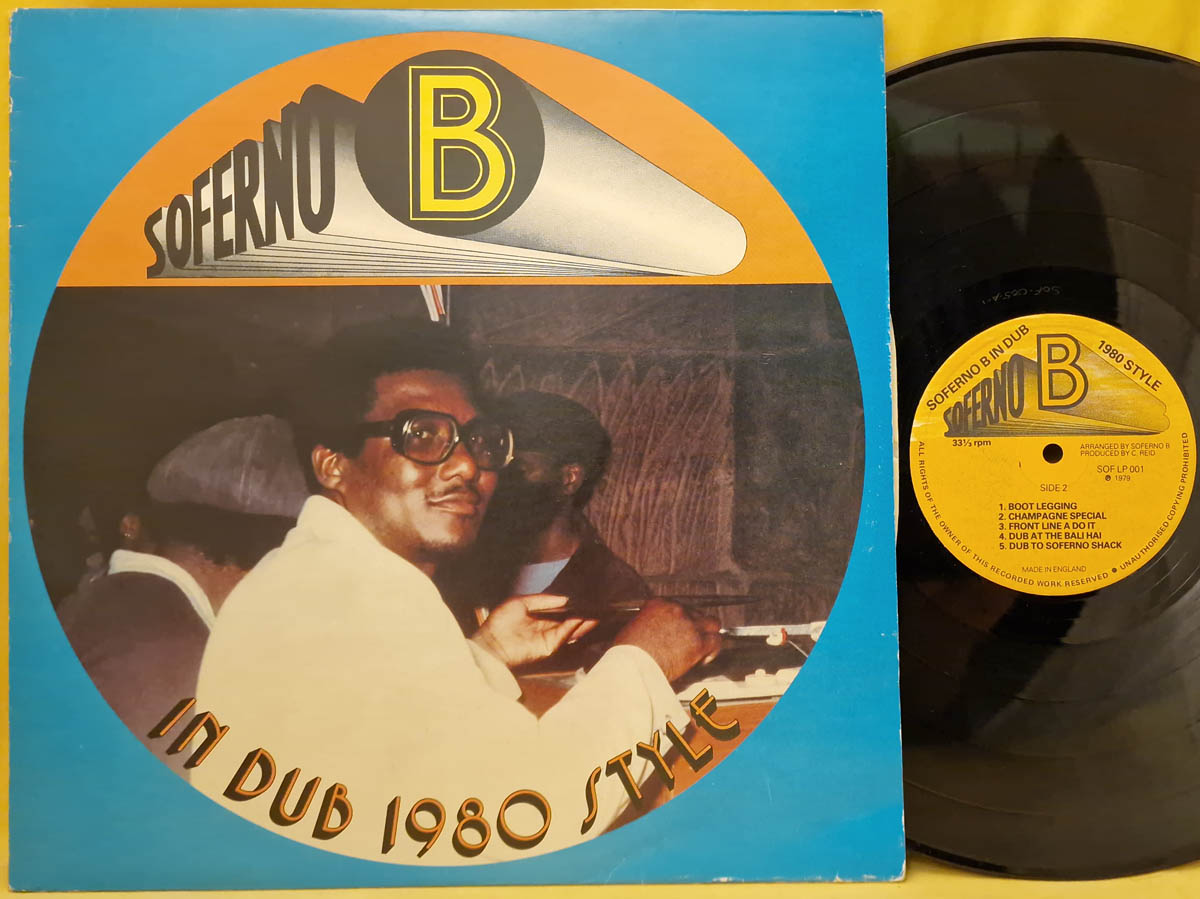 SOFERNO B
IN DUB 1980 STYLE
SOF-005-A-1
SOFERNO B IN DUB
1980 STYLE
SOFERNO B
33⅓ rpm
ARRANGED BY SOFERNO B
PRODUCED BY C. REID
SOF LP 001
℗ 1979
SIDE 2
1. BOOT LEGGING
2. CHAMPAGNE SPECIAL
3. FRONT LINE A DO IT
4. DUB AT THE BALI HAI
5. DUB TO SOFERNO SHACK
MADE IN ENGLAND
ALL RIGHTS OF THE OWNER OF THIS RECORDED WORK RESERVED • UNAUTHORISED COPYING PROHIBITED